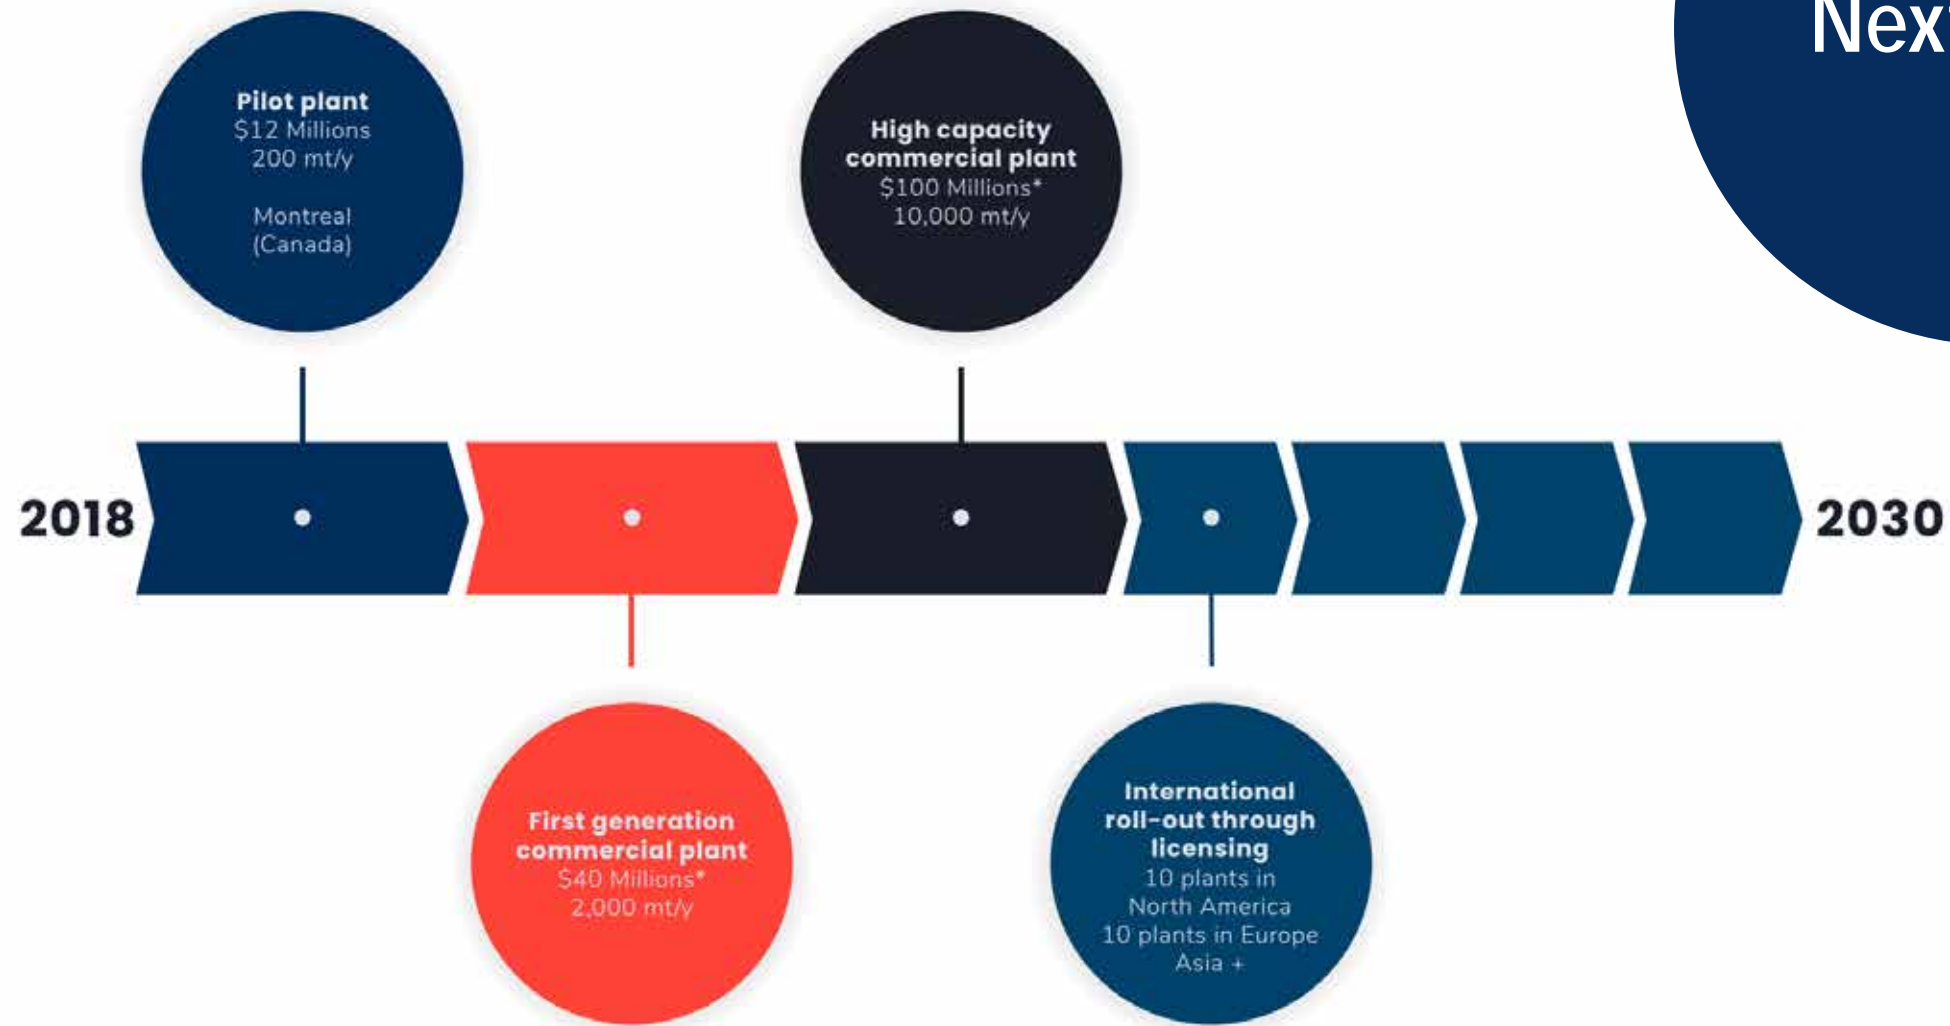 Nex
Pilot plant
$12 Millions
200 mt/y
Montreal
(Canada)
High capacity
commercial plant
$100 Millions*
10,000 mt/y
2018
2030
First generation
commercial plant
$40 Millions*
2,000 mt/y
International
roll-out through
licensing
10 plants in
North America
10 plants in Europe
Asia +